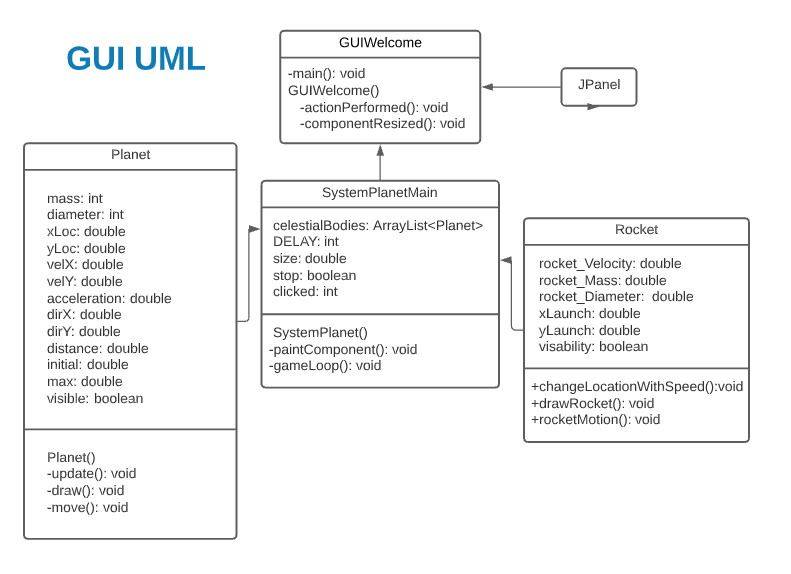 GUI UML
GUIWelcome
-main(): void
GUIWelcome()
-actionPerformed(): void
-componentResized(): void
JPanel
Planet
mass: int
diameter: int
xLoc: double
yLoc: double
velX: double
velY: double
acceleration: double
dirX: double
dirY: double
distance: double
initial: double
max: double
visible: boolean
Planet()
-update(): void
-draw(): void
-move(): void
SystemPlanetMain
celestialBodies: ArrayList<Planet>
DELAY: int
size: double
stop: boolean
clicked: int
SystemPlanet()
-paintComponent(): void
-gameLoop(): void
Rocket
rocket_Velocity: double
rocket_Mass: double
rocket_Diameter:  double
xLaunch: double
yLaunch: double
visability: boolean
+changeLocationWithSpeed():void
+drawRocket(): void
+rocketMotion(): void